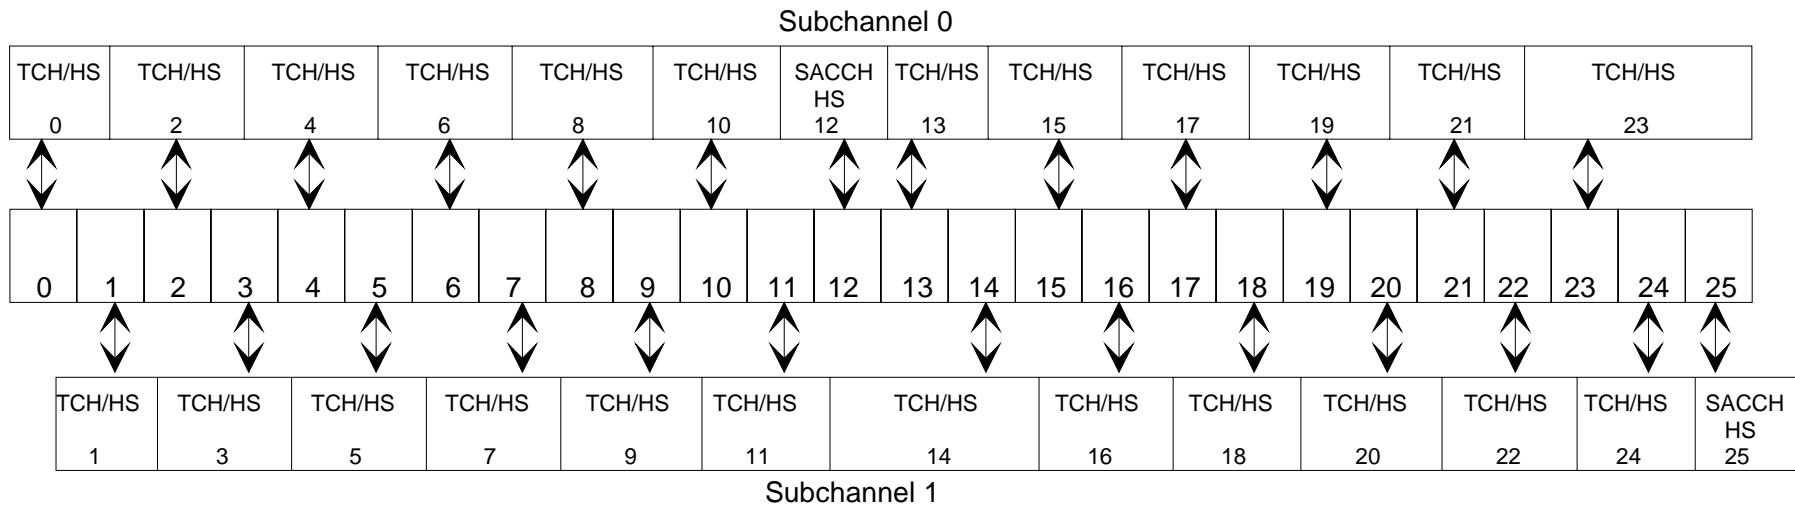 Subchannel 0
TCH/HS TCH/HS TCH/HS TCH/HS TCH/HS TCH/HS SACCH TCH/HS TCH/HS TCH/HS TCH/HS TCH/HS TCH/HS
HS
0 2 4 6 8 10 12 13 15 17 19 21 23
0 1 2 3 4 5 6 7 8 9 10 11 12 13 14 15 16 17 18 19 20 21 22 23 24 25
TCH/HS TCH/HS TCH/HS TCH/HS TCH/HS TCH/HS TCH/HS TCH/HS TCH/HS TCH/HS TCH/HS TCH/HS SACCH
HS
1 3 5 7 9 11 14 16 18 20 22 24 25
Subchannel 1